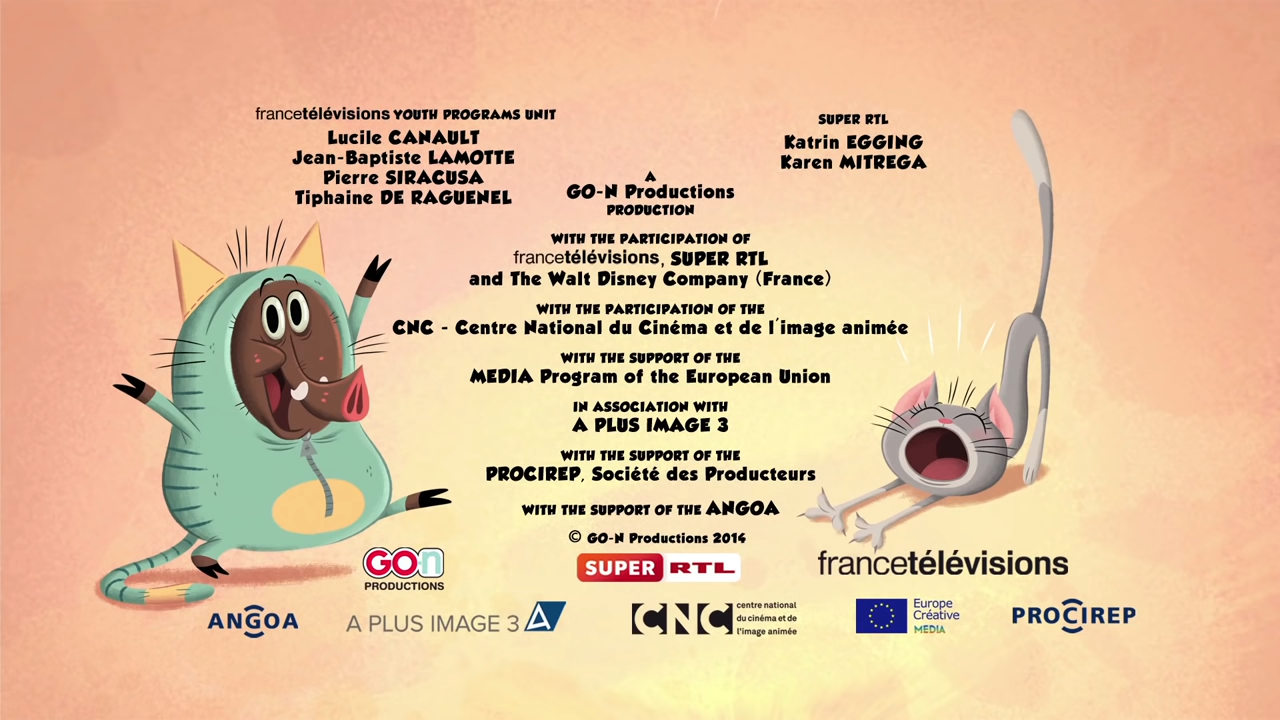 francetélévisions YOUTH PROGRAMS UNIT
Lucile CANAULT
Jean-Baptiste LAMOTTE
Pierre SIRACUSA
Tiphaine DE RAGUENEL
SUPER RTL
Katrin EGGING
Karen MITREGA
A
GO-N Productions
PRODUCTION
WITH THE PARTICIPATION OF
francetélévisions, SUPER RTL
and The Walt Disney Company (France)
WITH THE PARTICIPATION OF THE
CNC - Centre National du Cinéma et de l'image animée
WITH THE SUPPORT OF THE
MEDIA Program of the European Union
IN ASSOCIATION WITH
A PLUS IMAGE 3
WITH THE SUPPORT OF THE
PROCIREP, Société des Producteurs
WITH THE SUPPORT OF THE ANGOA
© GO-N Productions 2014
GO-n
PRODUCTIONS
SUPER RTL
francetélévisions
ANGOA
A PLUS IMAGE 3 A
CNC
centre national
du cinéma et de
l'image animée
Europe
Créative
MEDIA
PROCIREP